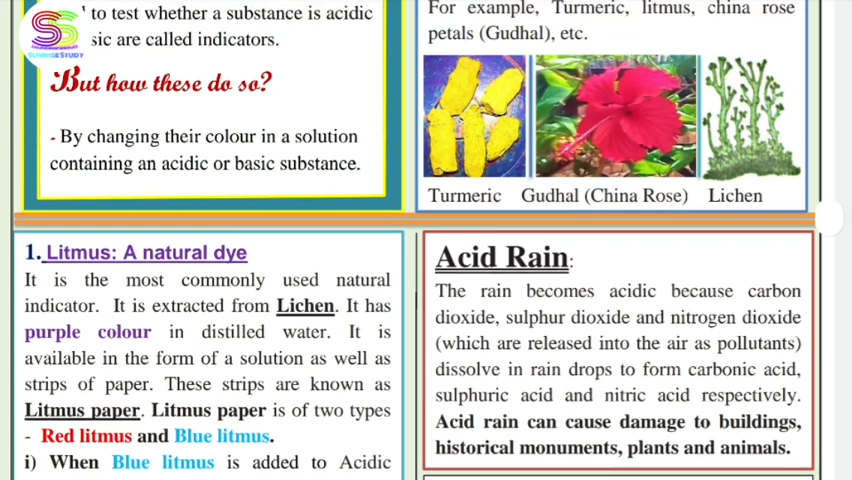 to test whether a substance is acidic
sic are called indicators.
But how these do so?
- By changing their colour in a solution
containing an acidic or basic substance.
For example, Turmeric, litmus, china rose
petals (Gudhal), etc.
Turmeric Gudhal (China Rose) Lichen
1. Litmus: A natural dye
It is the most commonly used natural
indicator. It is extracted from Lichen. It has
purple colour in distilled water. It is
available in the form of a solution as well as
strips of paper. These strips are known as
Litmus paper. Litmus paper is of two types
- Red litmus and Blue litmus.
i) When Blue litmus is added to Acidic
Acid Rain:
The rain becomes acidic because carbon
dioxide, sulphur dioxide and nitrogen dioxide
(which are released into the air as pollutants)
dissolve in rain drops to form carbonic acid,
sulphuric acid and nitric acid respectively.
Acid rain can cause damage to buildings,
historical monuments, plants and animals.